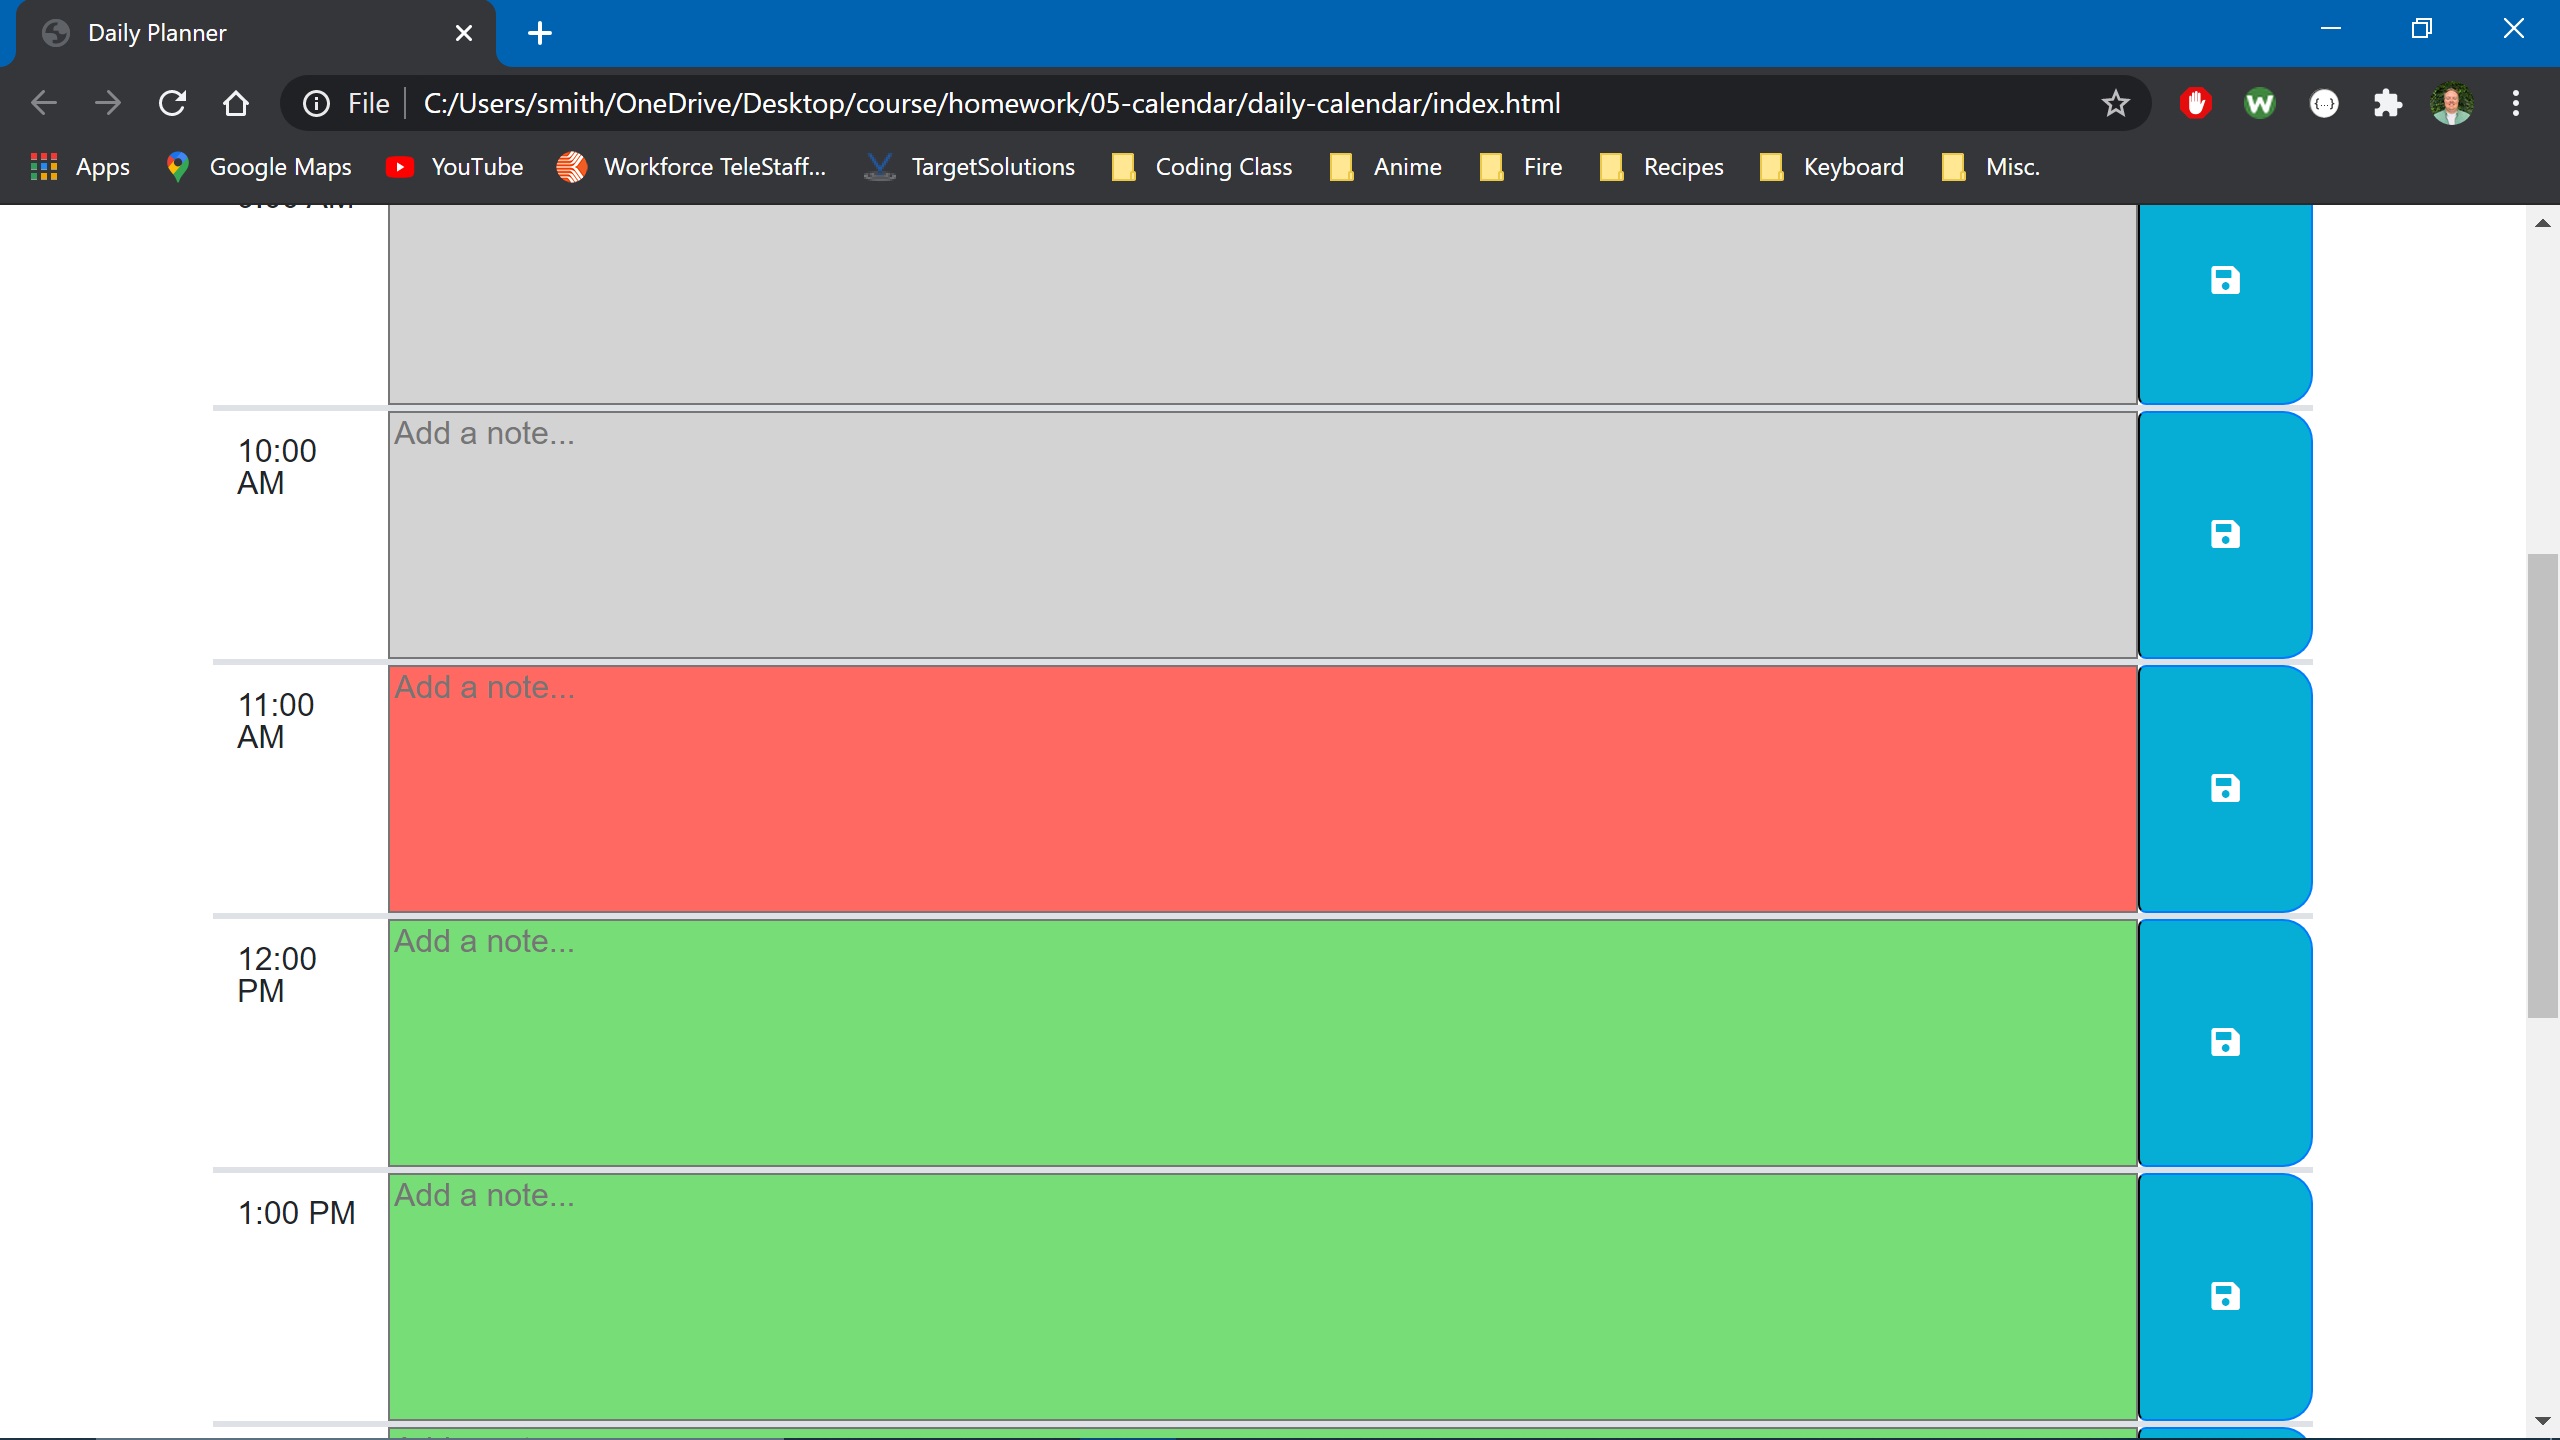 Daily Planner
File C:/Users/smith/OneDrive/Desktop/course/homework/05-calendar/daily-calendar/index.html
Apps Google Maps YouTube Workforce TeleStaff... TargetSolutions Coding Class Anime Fire Recipes Keyboard Misc.
10:00
AM
Add a note...
11:00
AM
Add a note...
12:00
PM
Add a note...
1:00 PM
Add a note...